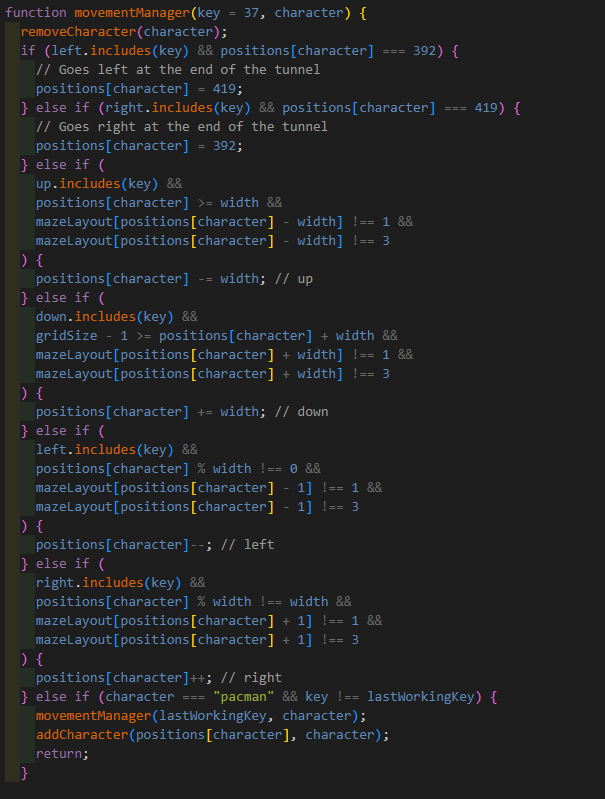 function movementManager(key = 37, character) {
  removeCharacter(character);
  if (left.includes(key) && positions[character] === 392) {
    // Goes left at the end of the tunnel
    positions[character] = 419;
  } else if (right.includes(key) && positions[character] === 419) {
    // Goes right at the end of the tunnel
    positions[character] = 392;
  } else if (
    up.includes(key) &&
    positions[character] >= width &&
    mazeLayout[positions[character] - width] !== 1 &&
    mazeLayout[positions[character] - width] !== 3
  ) {
    positions[character] -= width; // up
  } else if (
    down.includes(key) &&
    gridSize - 1 >= positions[character] + width &&
    mazeLayout[positions[character] + width] !== 1 &&
    mazeLayout[positions[character] + width] !== 3
  ) {
    positions[character] += width; // down
  } else if (
    left.includes(key) &&
    positions[character] % width !== 0 &&
    mazeLayout[positions[character] - 1] !== 1 &&
    mazeLayout[positions[character] - 1] !== 3
  ) {
    positions[character]--; // left
  } else if (
    right.includes(key) &&
    positions[character] % width !== width &&
    mazeLayout[positions[character] + 1] !== 1 &&
    mazeLayout[positions[character] + 1] !== 3
  ) {
    positions[character]++; // right
  } else if (character === "pacman" && key !== lastWorkingKey) {
    movementManager(lastWorkingKey, character);
    addCharacter(positions[character], character);
    return;
  }